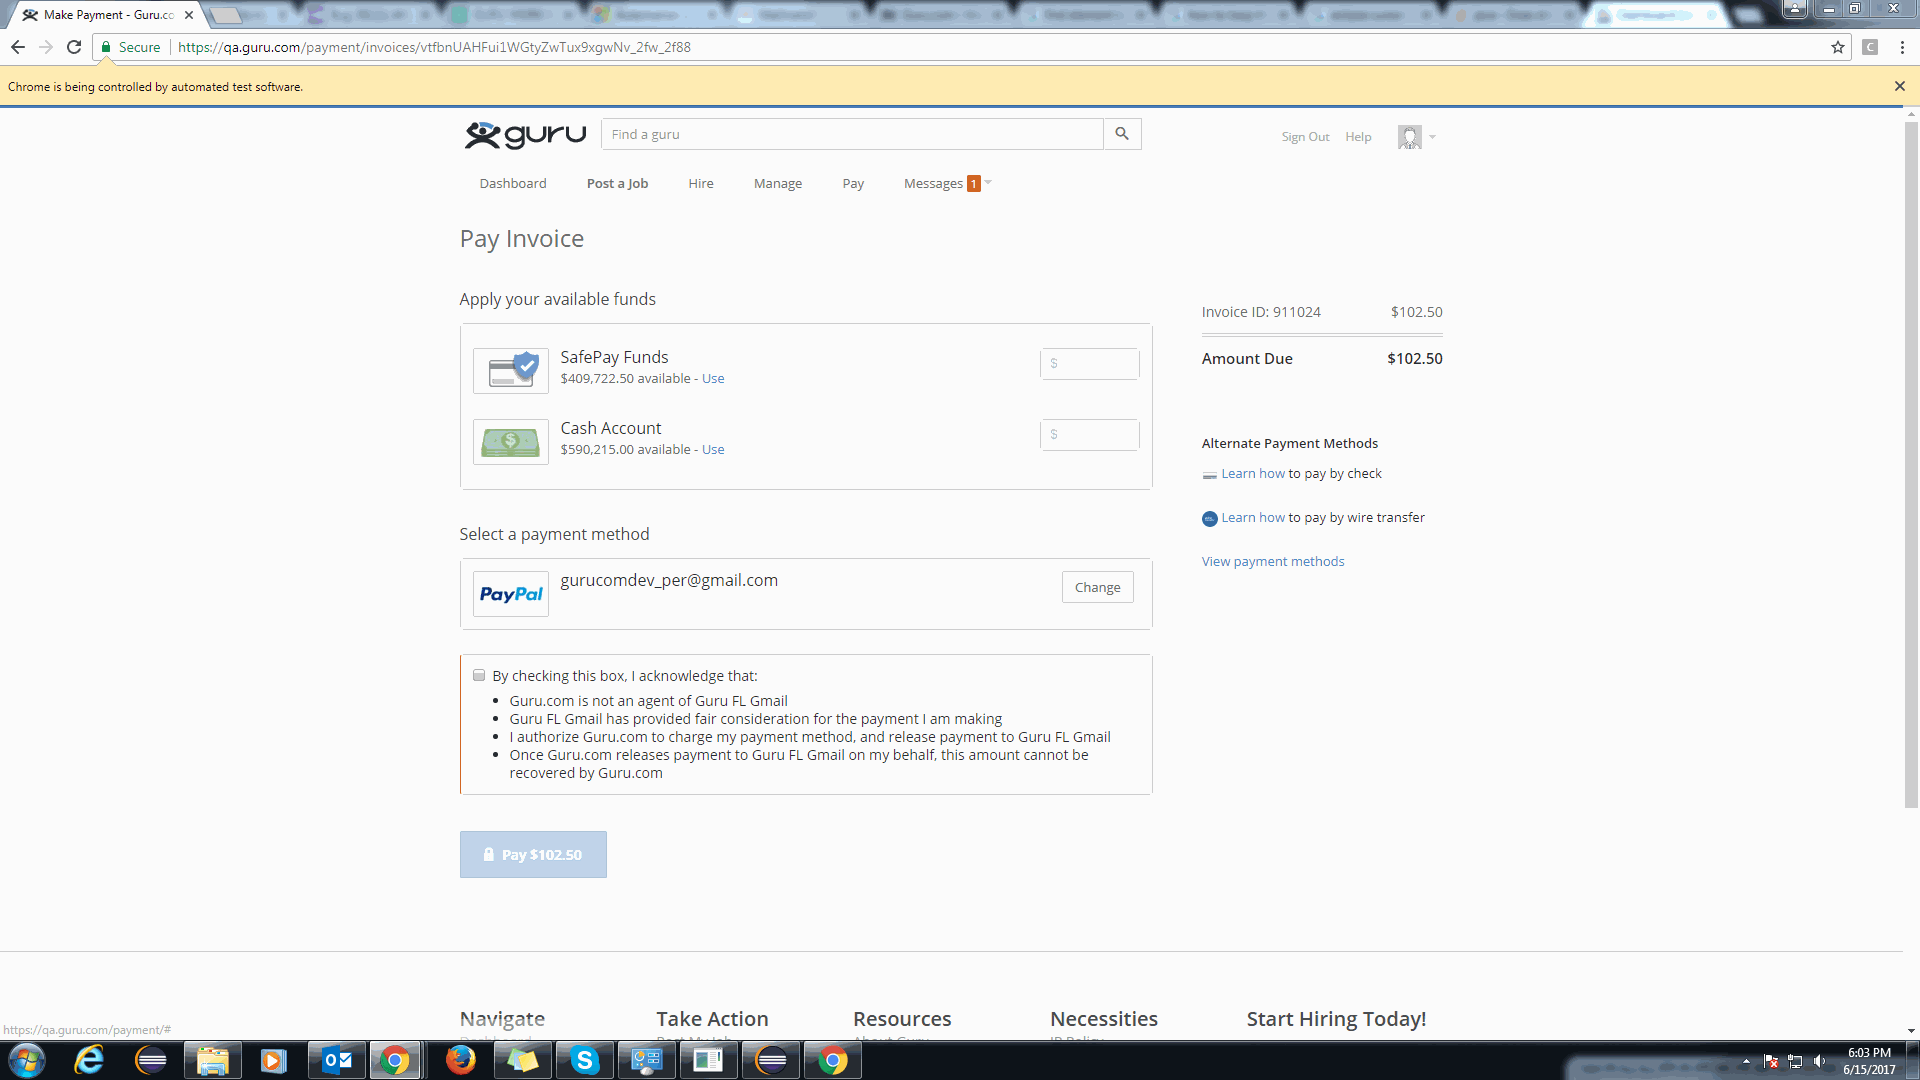 Make Payment - Guru.co
Secure
https://qa.guru.com/payment/invoices/vtfbnUAHFui1WGtyZwTux9xgwNv_2fw_2f88
C
Chrome is being controlled by automated test software.
guru
Find a guru
Sign Out
Help
Dashboard
Post a Job
Hire
Manage
Pay
Messages 1
Pay Invoice
Apply your available funds
SafePay Funds
$409,722.50 available - Use
$
Cash Account
$590,215.00 available - Use
$
Invoice ID: 911024 $102.50
Amount Due $102.50
Alternate Payment Methods
Learn how to pay by check
Learn how to pay by wire transfer
View payment methods
Select a payment method
PayPal
gurucomdev_per@gmail.com
Change
By checking this box, I acknowledge that:
• Guru.com is not an agent of Guru FL Gmail
• Guru FL Gmail has provided fair consideration for the payment I am making
• I authorize Guru.com to charge my payment method, and release payment to Guru FL Gmail
• Once Guru.com releases payment to Guru FL Gmail on my behalf, this amount cannot be
recovered by Guru.com
Pay $102.50
Navigate
Take Action
Resources
Necessities
Start Hiring Today!
https://qa.guru.com/payment/#
6:03 PM
6/15/2017